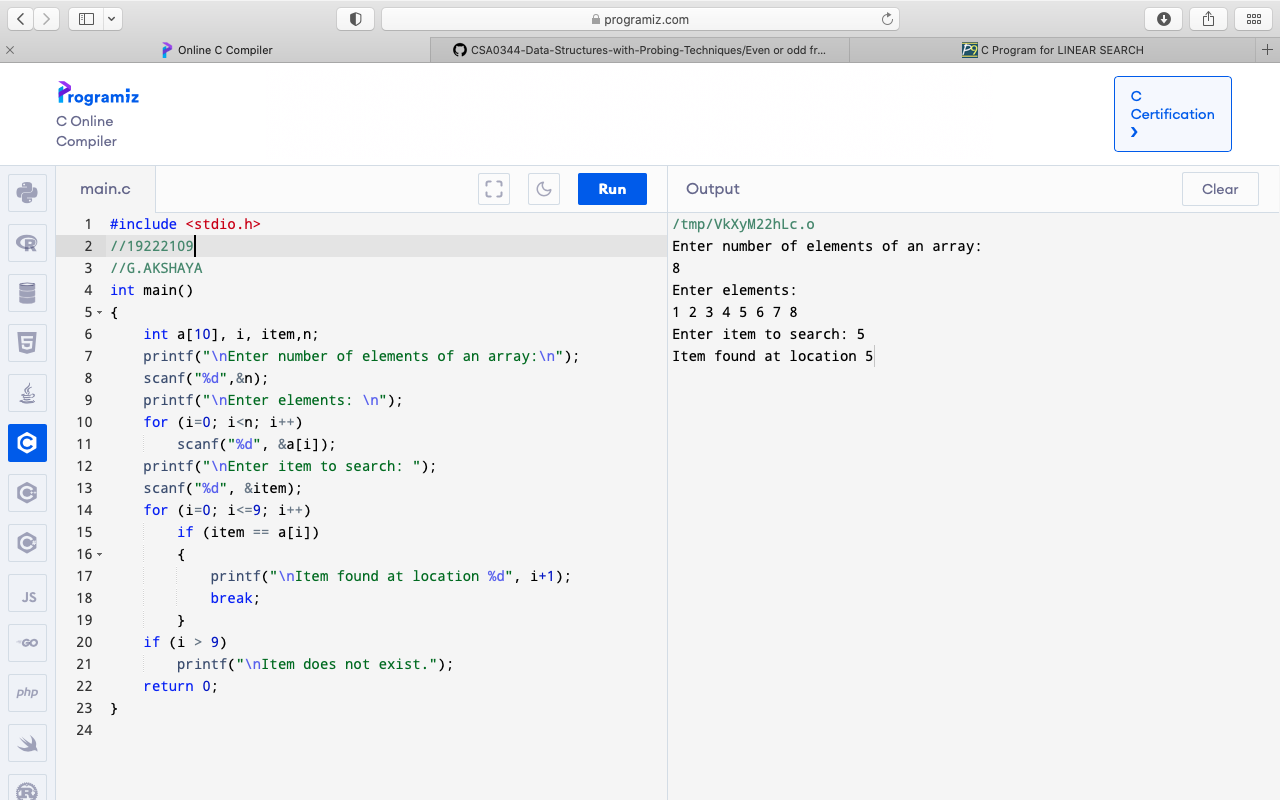 programiz.com
Online C Compiler
CSA0344-Data-Structures-with-Probing-Techniques/Even or odd fr...
C Program for LINEAR SEARCH
Programiz
C Online
Compiler
C
Certification
main.c
Run
Output
Clear
1 #include <stdio.h>
2 //19222109
3 //G.AKSHAYA
4 int main()
5 {
6 int a[10], i, item,n;
7 printf("\nEnter number of elements of an array:\n");
8 scanf("%d",&n);
9 printf("\nEnter elements: \n");
10 for (i=0; i<n; i++)
11 scanf("%d", &a[i]);
12 printf("\nEnter item to search: ");
13 scanf("%d", &item);
14 for (i=0; i<=9; i++)
15 if (item == a[i])
16 {
17 printf("\nItem found at location %d", i+1);
18 break;
19 }
20 if (i > 9)
21 printf("\nItem does not exist.");
22 return 0;
23 }
24
/tmp/VkXyM22hLc.o
Enter number of elements of an array:
8
Enter elements:
1 2 3 4 5 6 7 8
Enter item to search: 5
Item found at location 5
JS
GO
php